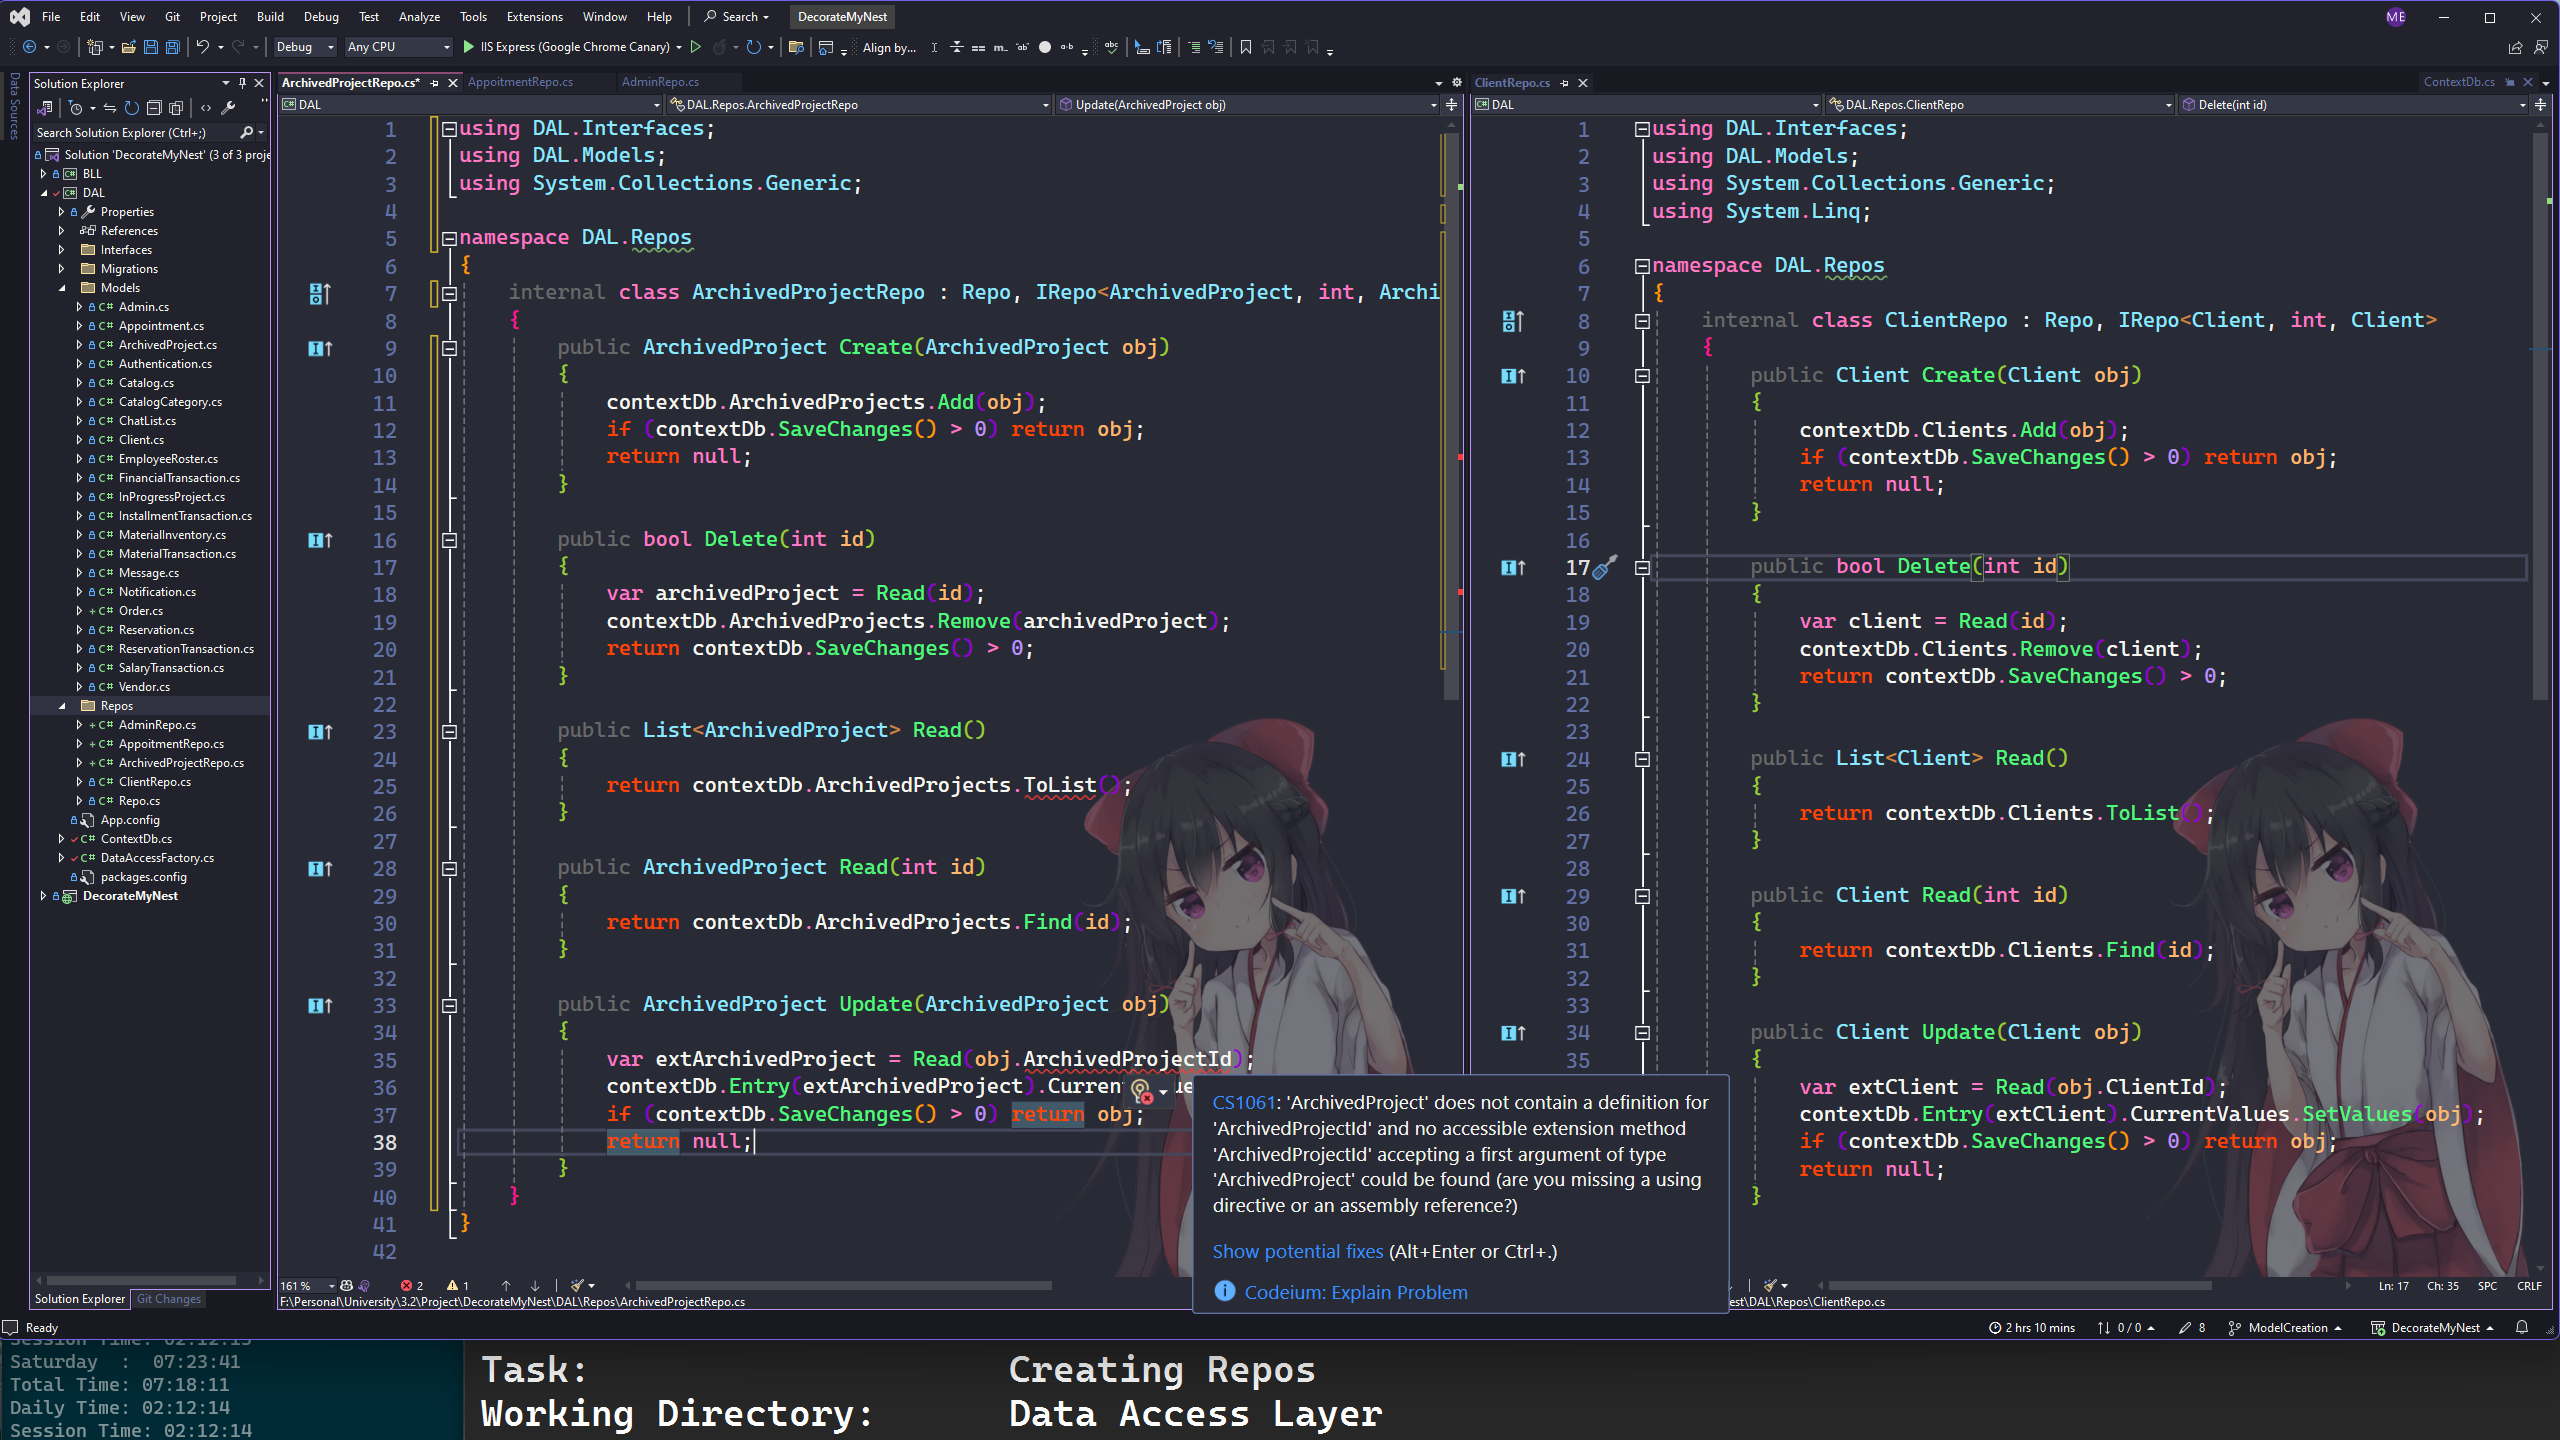 File Edit View Git Project Build Debug Test Analyze Tools Extensions Window Help Search DecorateMyNest ME
Debug Any CPU IIS Express (Google Chrome Canary) Align by...
Data Sources
Solution Explorer
Search Solution Explorer (Ctrl+;)
Solution 'DecorateMyNest' (3 of 3 proje
BLL
DAL
Properties
References
Interfaces
Migrations
Models
C# Admin.cs
C# Appointment.cs
C# ArchivedProject.cs
C# Authentication.cs
C# Catalog.cs
C# CatalogCategory.cs
C# ChatList.cs
C# Client.cs
C# EmployeeRoster.cs
C# FinancialTransaction.cs
C# InProgressProject.cs
C# InstallmentTransaction.cs
C# MaterialInventory.cs
C# MaterialTransaction.cs
C# Message.cs
C# Notification.cs
+ C# Order.cs
C# Reservation.cs
C# ReservationTransaction.cs
C# SalaryTransaction.cs
C# Vendor.cs
Repos
+ C# AdminRepo.cs
+ C# AppoitmentRepo.cs
+ C# ArchivedProjectRepo.cs
C# ClientRepo.cs
C# Repo.cs
App.config
C# ContextDb.cs
C# DataAccessFactory.cs
packages.config
DecorateMyNest
Solution Explorer Git Changes
ArchivedProjectRepo.cs* AppoitmentRepo.cs AdminRepo.cs
DAL DAL.Repos.ArchivedProjectRepo Update(ArchivedProject obj)
1 using DAL.Interfaces;
2 using DAL.Models;
3 using System.Collections.Generic;
4
5 namespace DAL.Repos
6 {
7 internal class ArchivedProjectRepo : Repo, IRepo<ArchivedProject, int, Archi
8 {
9 public ArchivedProject Create(ArchivedProject obj)
10 {
11 contextDb.ArchivedProjects.Add(obj);
12 if (contextDb.SaveChanges() > 0) return obj;
13 return null;
14 }
15
16 public bool Delete(int id)
17 {
18 var archivedProject = Read(id);
19 contextDb.ArchivedProjects.Remove(archivedProject);
20 return contextDb.SaveChanges() > 0;
21 }
22
23 public List<ArchivedProject> Read()
24 {
25 return contextDb.ArchivedProjects.ToList();
26 }
27
28 public ArchivedProject Read(int id)
29 {
30 return contextDb.ArchivedProjects.Find(id);
31 }
32
33 public ArchivedProject Update(ArchivedProject obj)
34 {
35 var extArchivedProject = Read(obj.ArchivedProjectId);
36 contextDb.Entry(extArchivedProject).Current ue
37 if (contextDb.SaveChanges() > 0) return obj;
38 return null;
39 }
40 }
41 }
42
161 % 2 1
F:\Personal\University\3.2\Project\DecorateMyNest\DAL\Repos\ArchivedProjectRepo.cs
ClientRepo.cs ContextDb.cs
DAL DAL.Repos.ClientRepo Delete(int id)
1 using DAL.Interfaces;
2 using DAL.Models;
3 using System.Collections.Generic;
4 using System.Linq;
5
6 namespace DAL.Repos
7 {
8 internal class ClientRepo : Repo, IRepo<Client, int, Client>
9 {
10 public Client Create(Client obj)
11 {
12 contextDb.Clients.Add(obj);
13 if (contextDb.SaveChanges() > 0) return obj;
14 return null;
15 }
16
17 public bool Delete(int id)
18 {
19 var client = Read(id);
20 contextDb.Clients.Remove(client);
21 return contextDb.SaveChanges() > 0;
22 }
23
24 public List<Client> Read()
25 {
26 return contextDb.Clients.ToList();
27 }
28
29 public Client Read(int id)
30 {
31 return contextDb.Clients.Find(id);
32 }
33
34 public Client Update(Client obj)
35 {
var extClient = Read(obj.ClientId);
contextDb.Entry(extClient).CurrentValues.SetValues(obj);
if (contextDb.SaveChanges() > 0) return obj;
return null;
}
CS1061: 'ArchivedProject' does not contain a definition for
'ArchivedProjectId' and no accessible extension method
'ArchivedProjectId' accepting a first argument of type
'ArchivedProject' could be found (are you missing a using
directive or an assembly reference?)
Show potential fixes (Alt+Enter or Ctrl+.)
Codeium: Explain Problem
Ln: 17 Ch: 35 SPC CRLF
est\DAL\Repos\ClientRepo.cs
Ready 2 hrs 10 mins 0 / 0 8 ModelCreation DecorateMyNest
Session Time: 02:12:13
Saturday : 07:23:41
Total Time: 07:18:11
Daily Time: 02:12:14
Session Time: 02:12:14
Task: Creating Repos
Working Directory: Data Access Layer